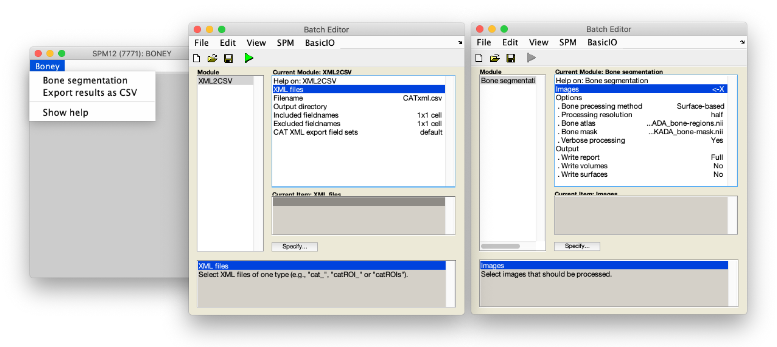 SPM12 (7771): BONEY
Boney
Bone segmentation
Export results as CSV
Show help
Batch Editor
File Edit View SPM BasicIO
Module
XML2CSV
Current Module: XML2CSV
Help on: XML2CSV
XML files
Filename CATxml.csv
Output directory
Included fieldnames 1x1 cell
Excluded fieldnames 1x1 cell
CAT XML export field sets default
Current Item: XML files
Specify...
XML files
Select XML files of one type (e.g., "cat_", "catROI_" or "catROIs").
Batch Editor
File Edit View SPM BasicIO
Module
Bone segmentati
Current Module: Bone segmentation
Help on: Bone segmentation
Images <-X
Options
. Bone processing method Surface-based
. Processing resolution half
. Bone atlas ...ADA_bone-regions.nii
. Bone mask ...KADA_bone-mask.nii
. Verbose processing Yes
Output
. Write report Full
. Write volumes No
. Write surfaces No
Current Item: Images
Specify...
Images
Select images that should be processed.